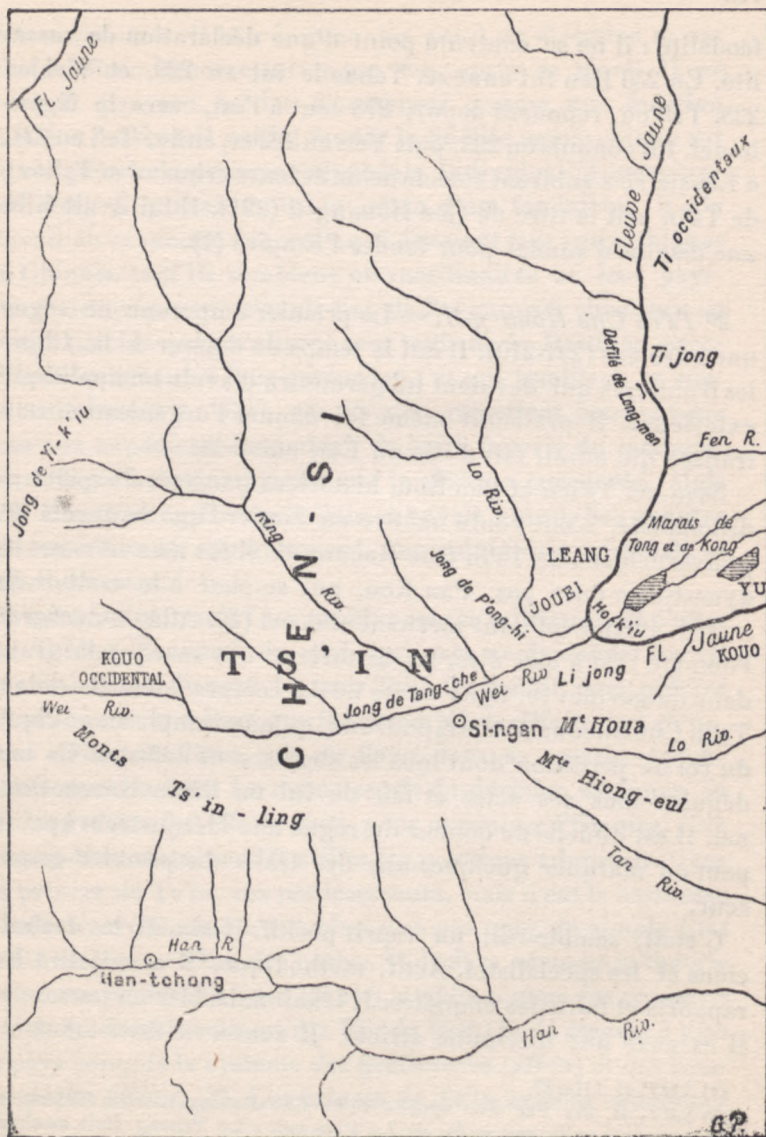 Fl. Jaune
Fleuve Jaune
Ti occidentaux
Ti jong
Défilé de Long-men
Fen R.
Jong de Ti-k'iu
King Riv.
Lo Riv.
Jong de P'ong-hi
LEANG
Marais de
Tong et de Kong
YU
JOUEI
Ho-k'iu
Fl. Jaune
KOUO
CHEN-SI
TS'IN
KOUO
OCCIDENTAL
Jong de Tang-che
Wei Riv.
Li jong
Wei Riv.
Si-ngan
Mt Houa
Lo Riv.
Mts Hiong-eul
Monts Ts'in-ling
Tan Riv.
Han R
Han-tchong
Han Riv.
G.P.